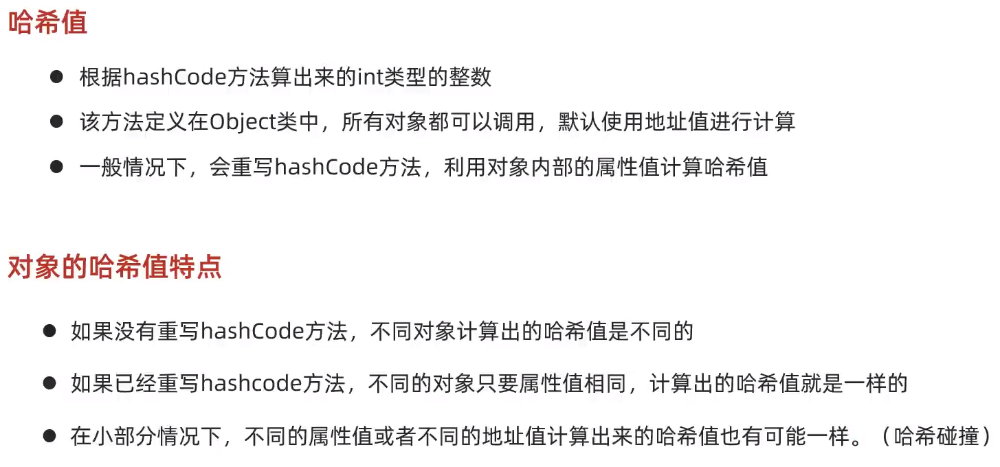 哈希值
● 根据hashCode方法算出来的int类型的整数
● 该方法定义在Object类中，所有对象都可以调用，默认使用地址值进行计算
● 一般情况下，会重写hashCode方法，利用对象内部的属性值计算哈希值
对象的哈希值特点
● 如果没有重写hashCode方法，不同对象计算出的哈希值是不同的
● 如果已经重写hashcode方法，不同的对象只要属性值相同，计算出的哈希值就是一样的
● 在小部分情况下，不同的属性值或者不同的地址值计算出来的哈希值也有可能一样。（哈希碰撞）